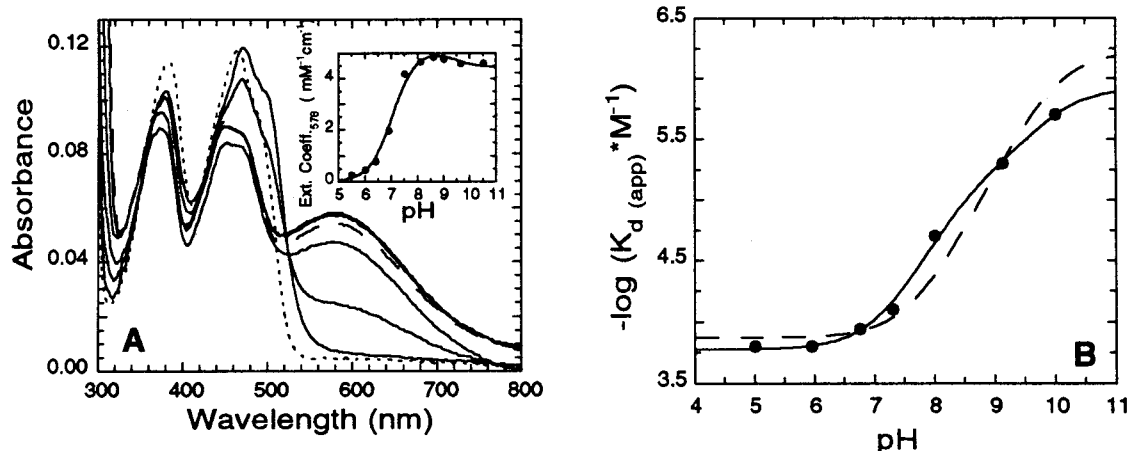 0.12
0.08
0.04
0.00
Absorbance
A
300 400 500 600 700 800
Wavelength (nm)
Ext. Coeff.578 ( mM-1cm-1)
4
2
0
5 6 7 8 9 10 11
pH
-6.5
5.5
4.5
3.5
-log (Kd (app)*M-1)
B
4 5 6 7 8 9 10 11
pH